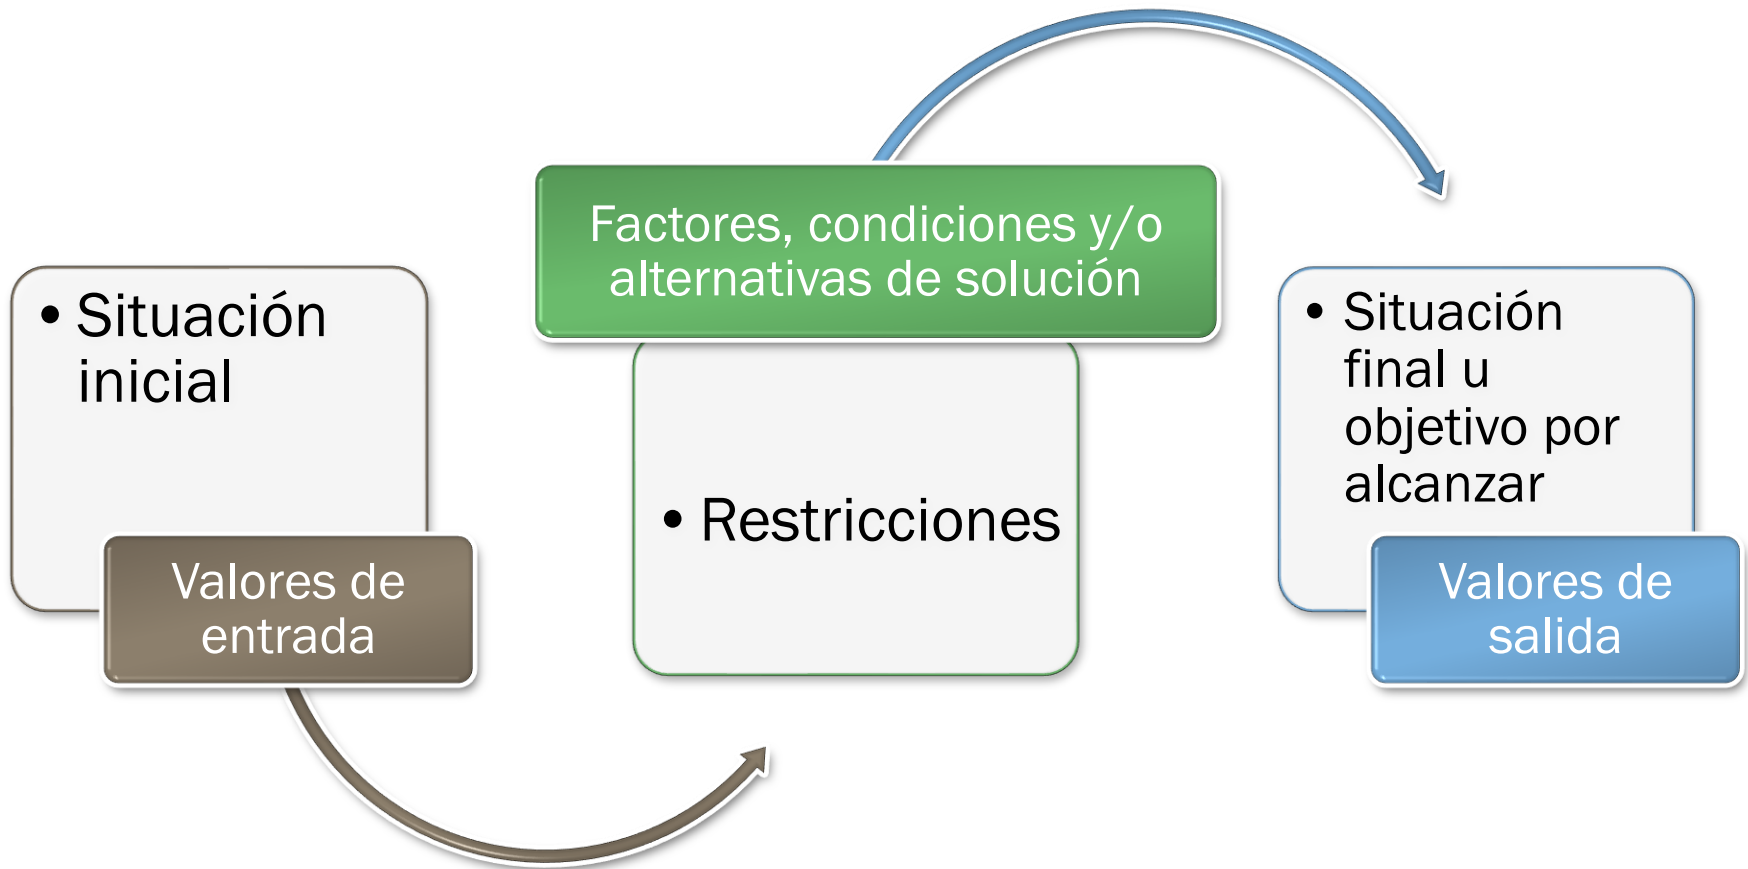 • Situación
inicial
Valores de
entrada
Factores, condiciones y/o
alternativas de solución
• Restricciones
• Situación
final u
objetivo por
alcanzar
Valores de
salida